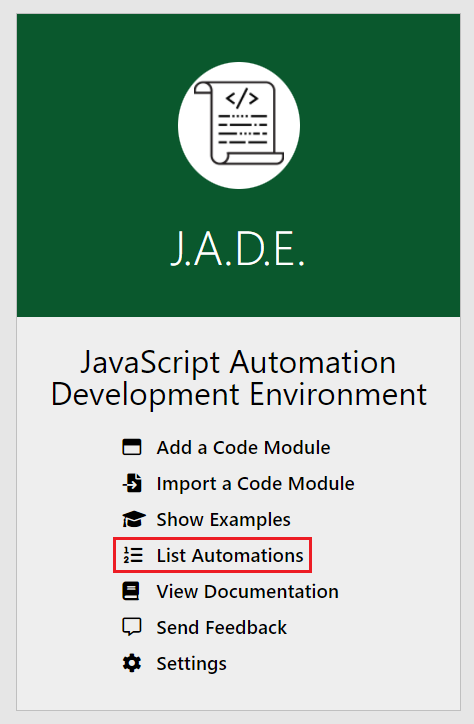 </>
J.A.D.E.
JavaScript Automation
Development Environment
Add a Code Module
Import a Code Module
Show Examples
List Automations
View Documentation
Send Feedback
Settings